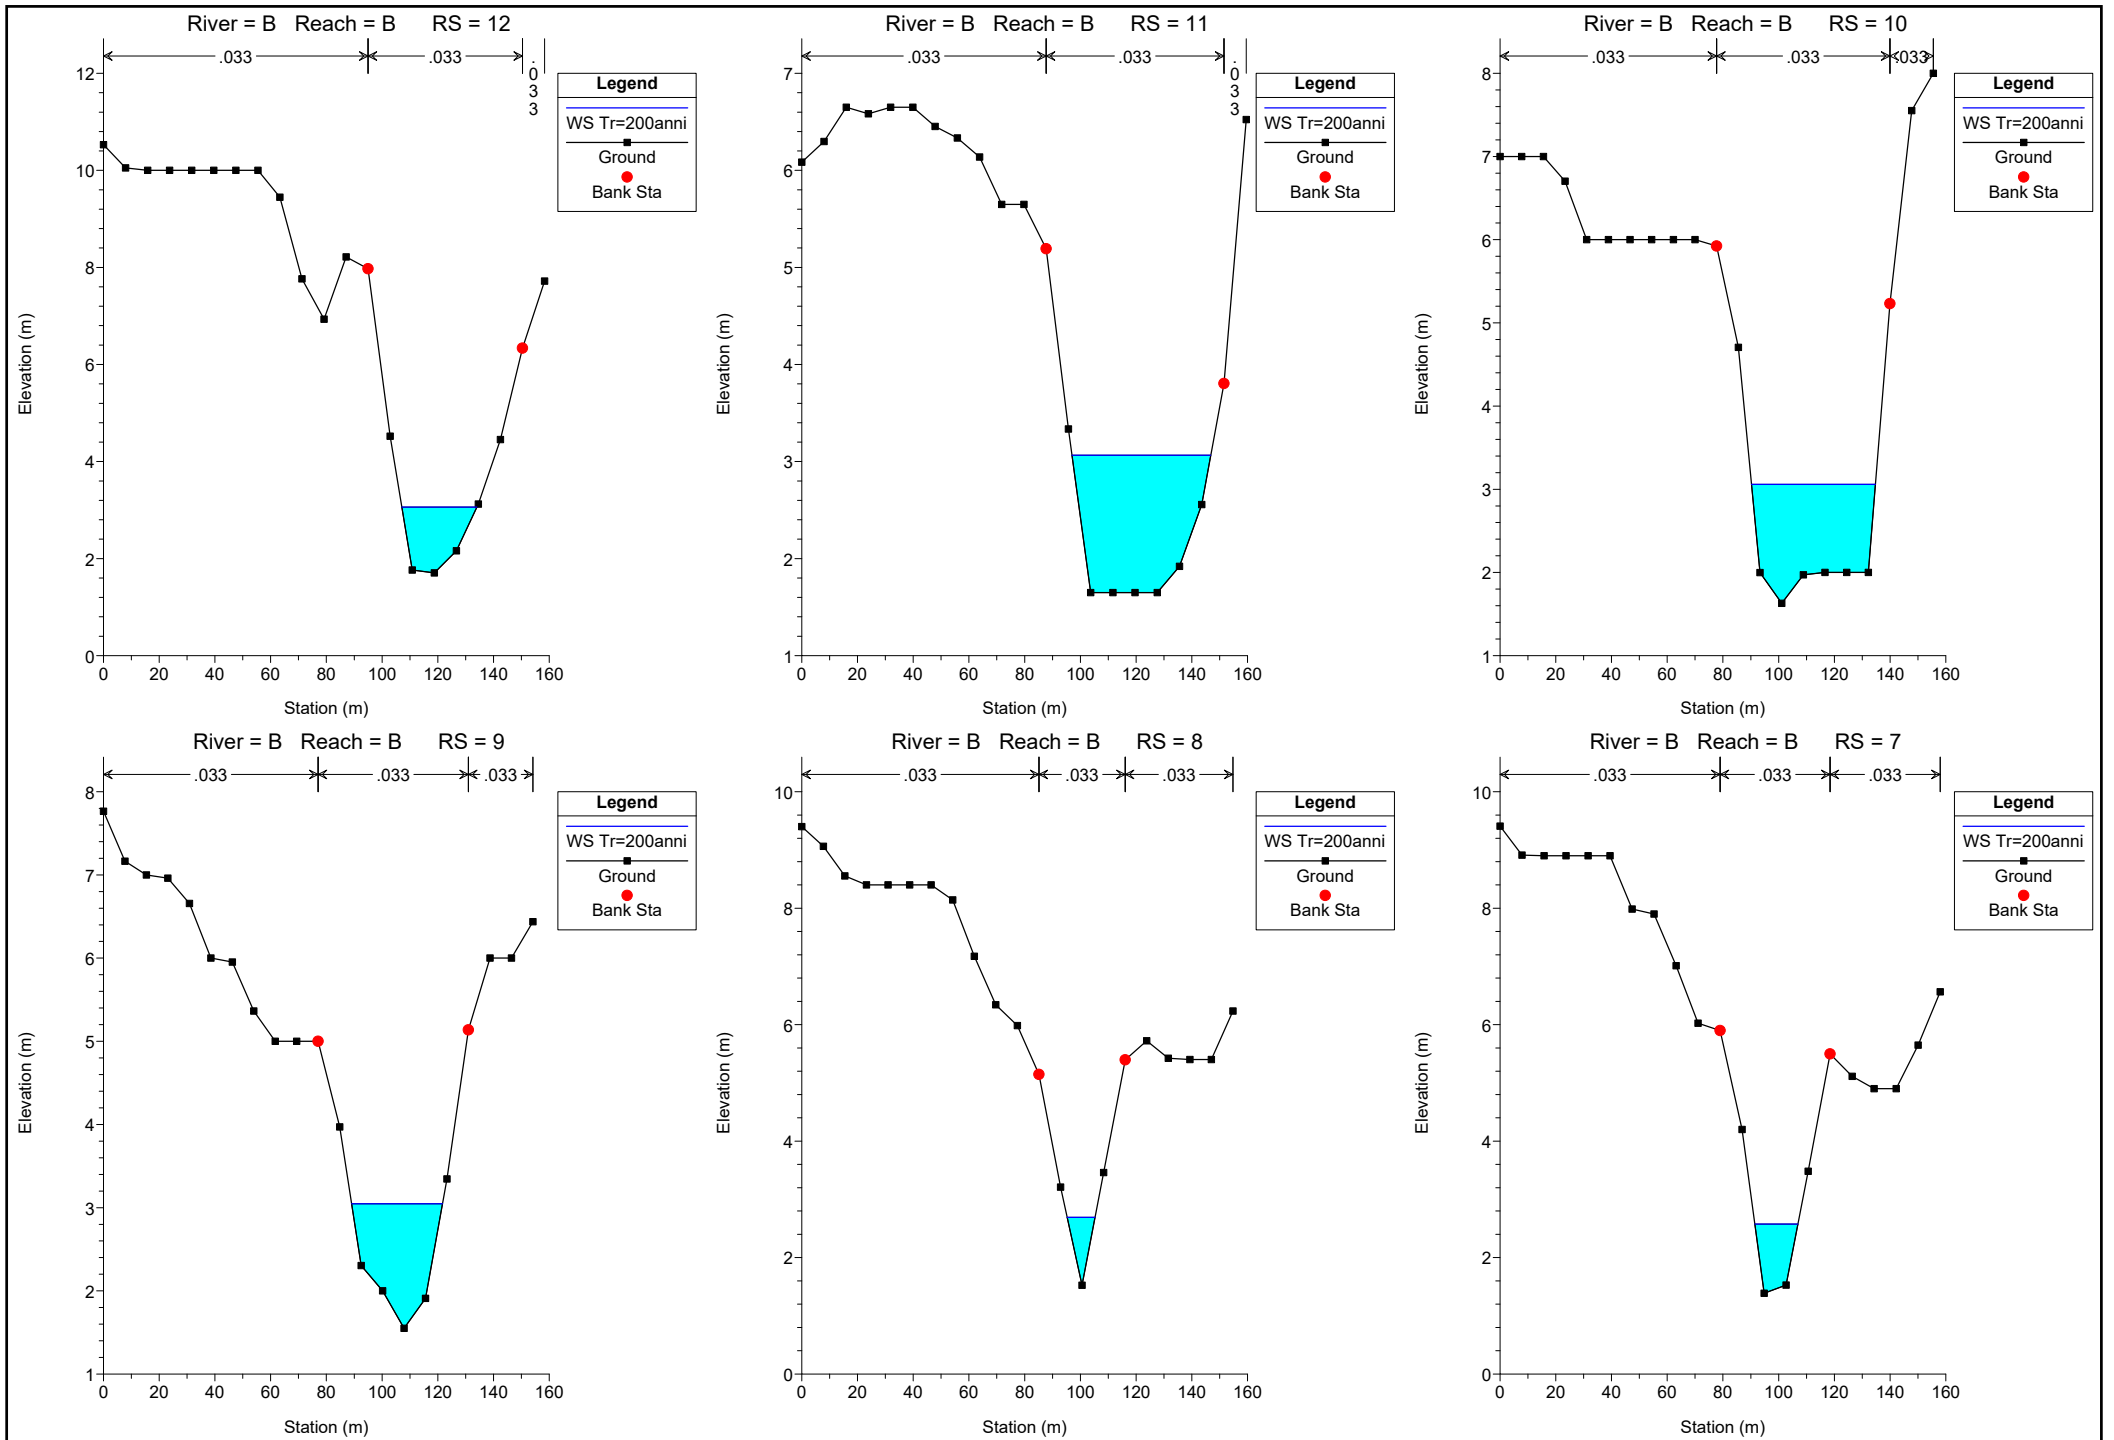 River = B Reach = B RS = 12
.033 .033 .033
12
10
8
6
4
2
0
0 20 40 60 80 100 120 140 160
Elevation (m)
Station (m)
Legend
WS Tr=200anni
Ground
Bank Sta
River = B Reach = B RS = 11
.033 .033 .033
7
6
5
4
3
2
1
0 20 40 60 80 100 120 140 160
Elevation (m)
Station (m)
Legend
WS Tr=200anni
Ground
Bank Sta
River = B Reach = B RS = 10
.033 .033 .033
8
7
6
5
4
3
2
1
0 20 40 60 80 100 120 140 160
Elevation (m)
Station (m)
Legend
WS Tr=200anni
Ground
Bank Sta
River = B Reach = B RS = 9
.033 .033 .033
8
7
6
5
4
3
2
1
0 20 40 60 80 100 120 140 160
Elevation (m)
Station (m)
Legend
WS Tr=200anni
Ground
Bank Sta
River = B Reach = B RS = 8
.033 .033 .033
10
8
6
4
2
0
0 20 40 60 80 100 120 140 160
Elevation (m)
Station (m)
Legend
WS Tr=200anni
Ground
Bank Sta
River = B Reach = B RS = 7
.033 .033 .033
10
8
6
4
2
0
0 20 40 60 80 100 120 140 160
Elevation (m)
Station (m)
Legend
WS Tr=200anni
Ground
Bank Sta